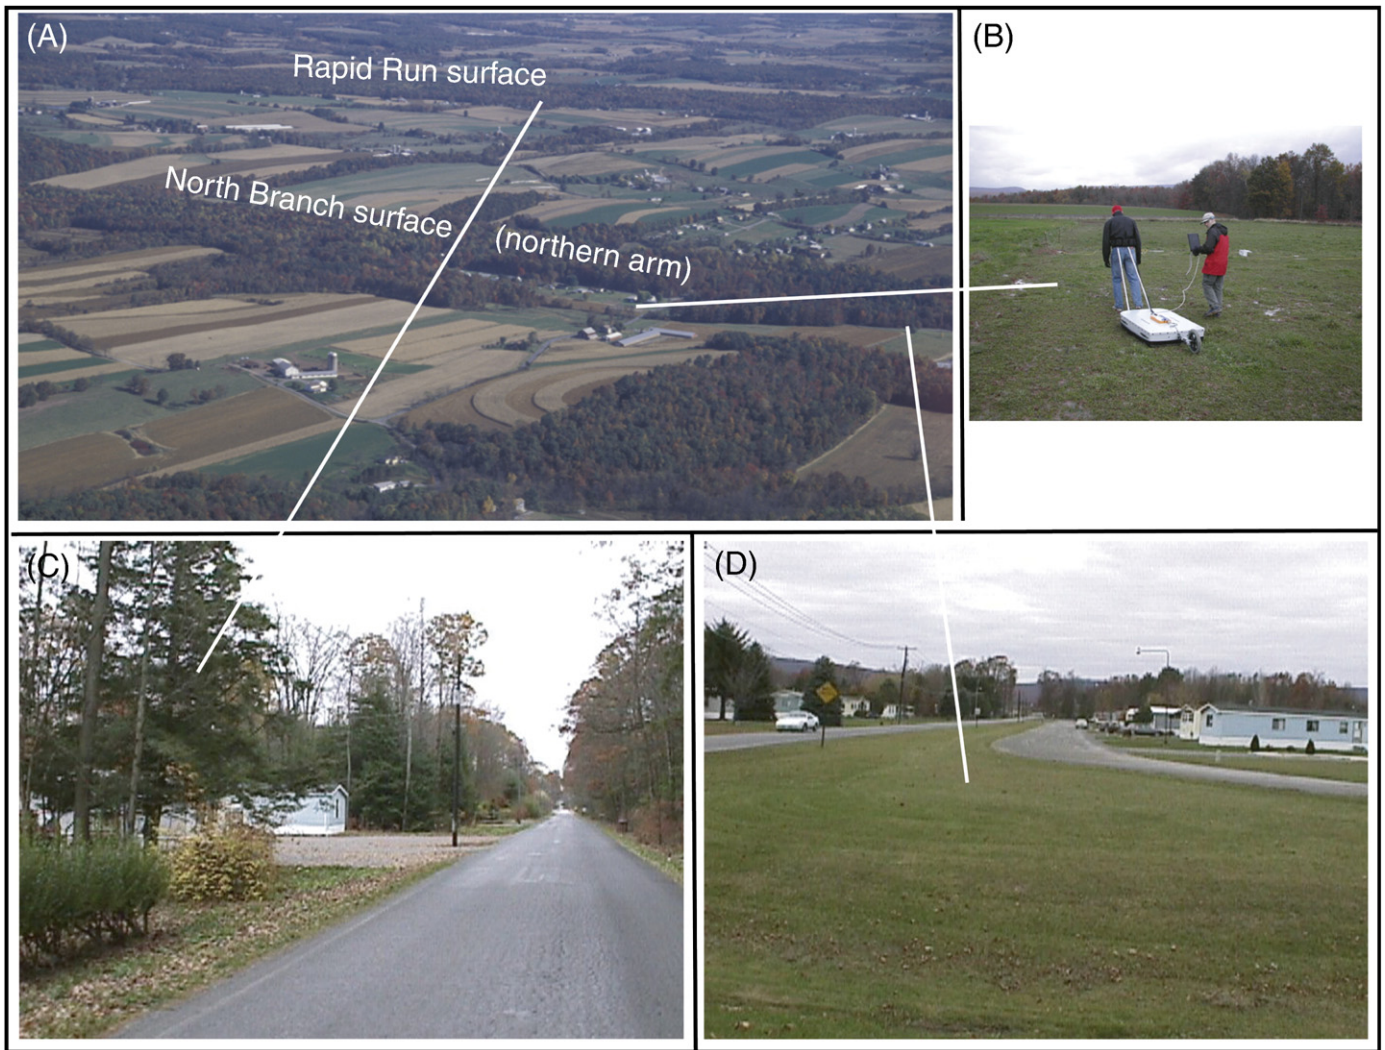 (A)
Rapid Run surface
North Branch surface
(northern arm)
(B)
(C)
(D)